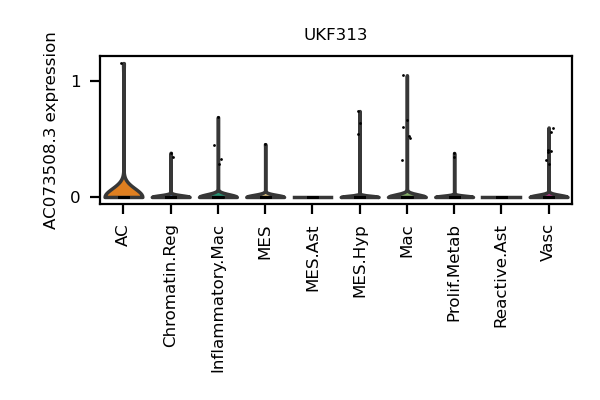 UKF313
AC073508.3 expression
1
0
AC
Chromatin.Reg
Inflammatory.Mac
MES
MES.Ast
MES.Hyp
Mac
Prolif.Metab
Reactive.Ast
Vasc